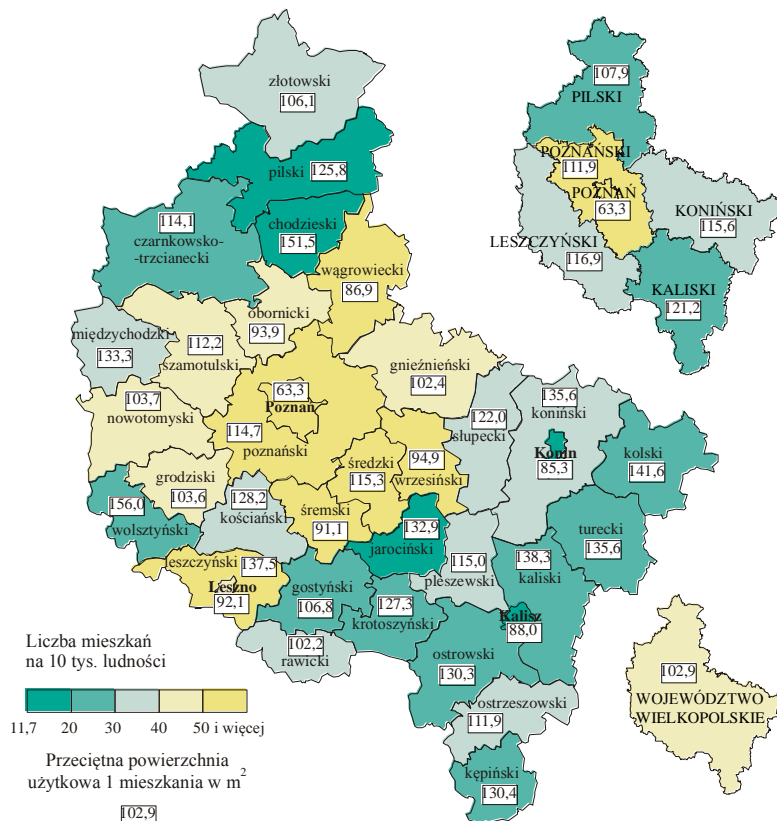 złotowski
106,1
pilski 125,8
114,1
czarnkowsko-
-trzcianecki
chodzieski
151,5
wągrowiecki
86,9
obornicki
93,9
międzychodzki
133,3
112,2
szamotulski
gnieźnieński
102,4
103,7
nowotomyski
63,3
Poznań
114,7
poznański
122,0
słupecki
135,6
koniński
Konin
85,3
kolski
141,6
średzki
115,3
94,9
wrzesiński
grodziski
103,6
156,0
wolsztyński
128,2
kościański
śremski
91,1
132,9
jarociński
turecki
135,6
leszczyński
137,5
Leszno
92,1
gostyński
106,8
127,3
krotoszyński
115,0
pleszewski
138,3
kaliski
Kalisz
88,0
102,2
rawicki
ostrowski
130,3
ostrzeszowski
111,9
kępiński
130,4
107,9
PILSKI
POZNAŃSKI
111,9
POZNAŃ
63,3
KONIŃSKI
115,6
LESZCZYŃSKI
116,9
KALISKI
121,2
102,9
WOJEWÓDZTWO
WIELKOPOLSKIE
Liczba mieszkań
na 10 tys. ludności
11,7 20 30 40 50 i więcej
Przeciętna powierzchnia
użytkowa 1 mieszkania w m²
102,9